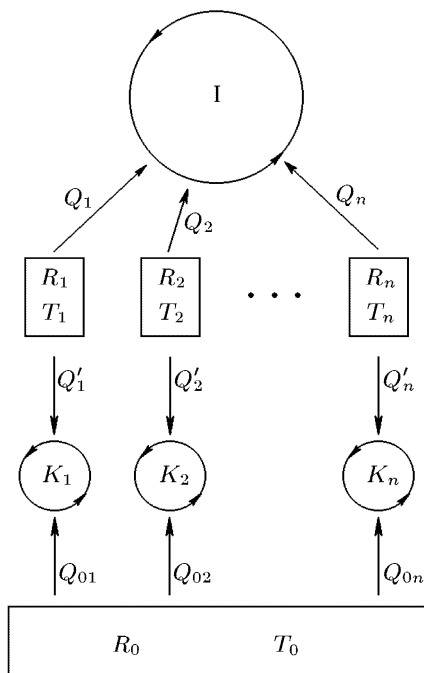 I
Q₁ Q₂ Qₙ
R₁ R₂ Rₙ
T₁ T₂ . . . Tₙ
Q′₁ Q′₂ Q′ₙ
K₁ K₂ Kₙ
Q₀₁ Q₀₂ Q₀ₙ
R₀ T₀